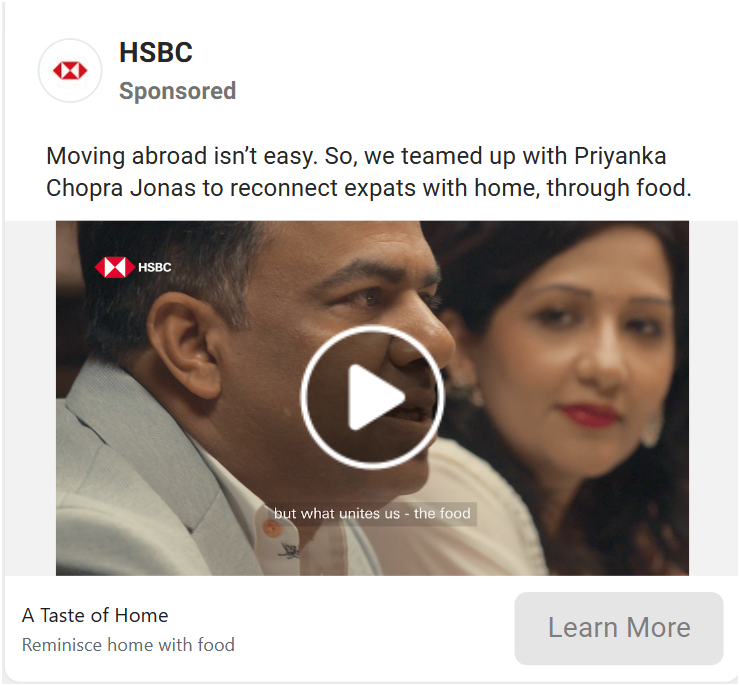 HSBC
Sponsored
Moving abroad isn’t easy. So, we teamed up with Priyanka
Chopra Jonas to reconnect expats with home, through food.
HSBC
but what unites us - the food
A Taste of Home
Reminisce home with food
Learn More